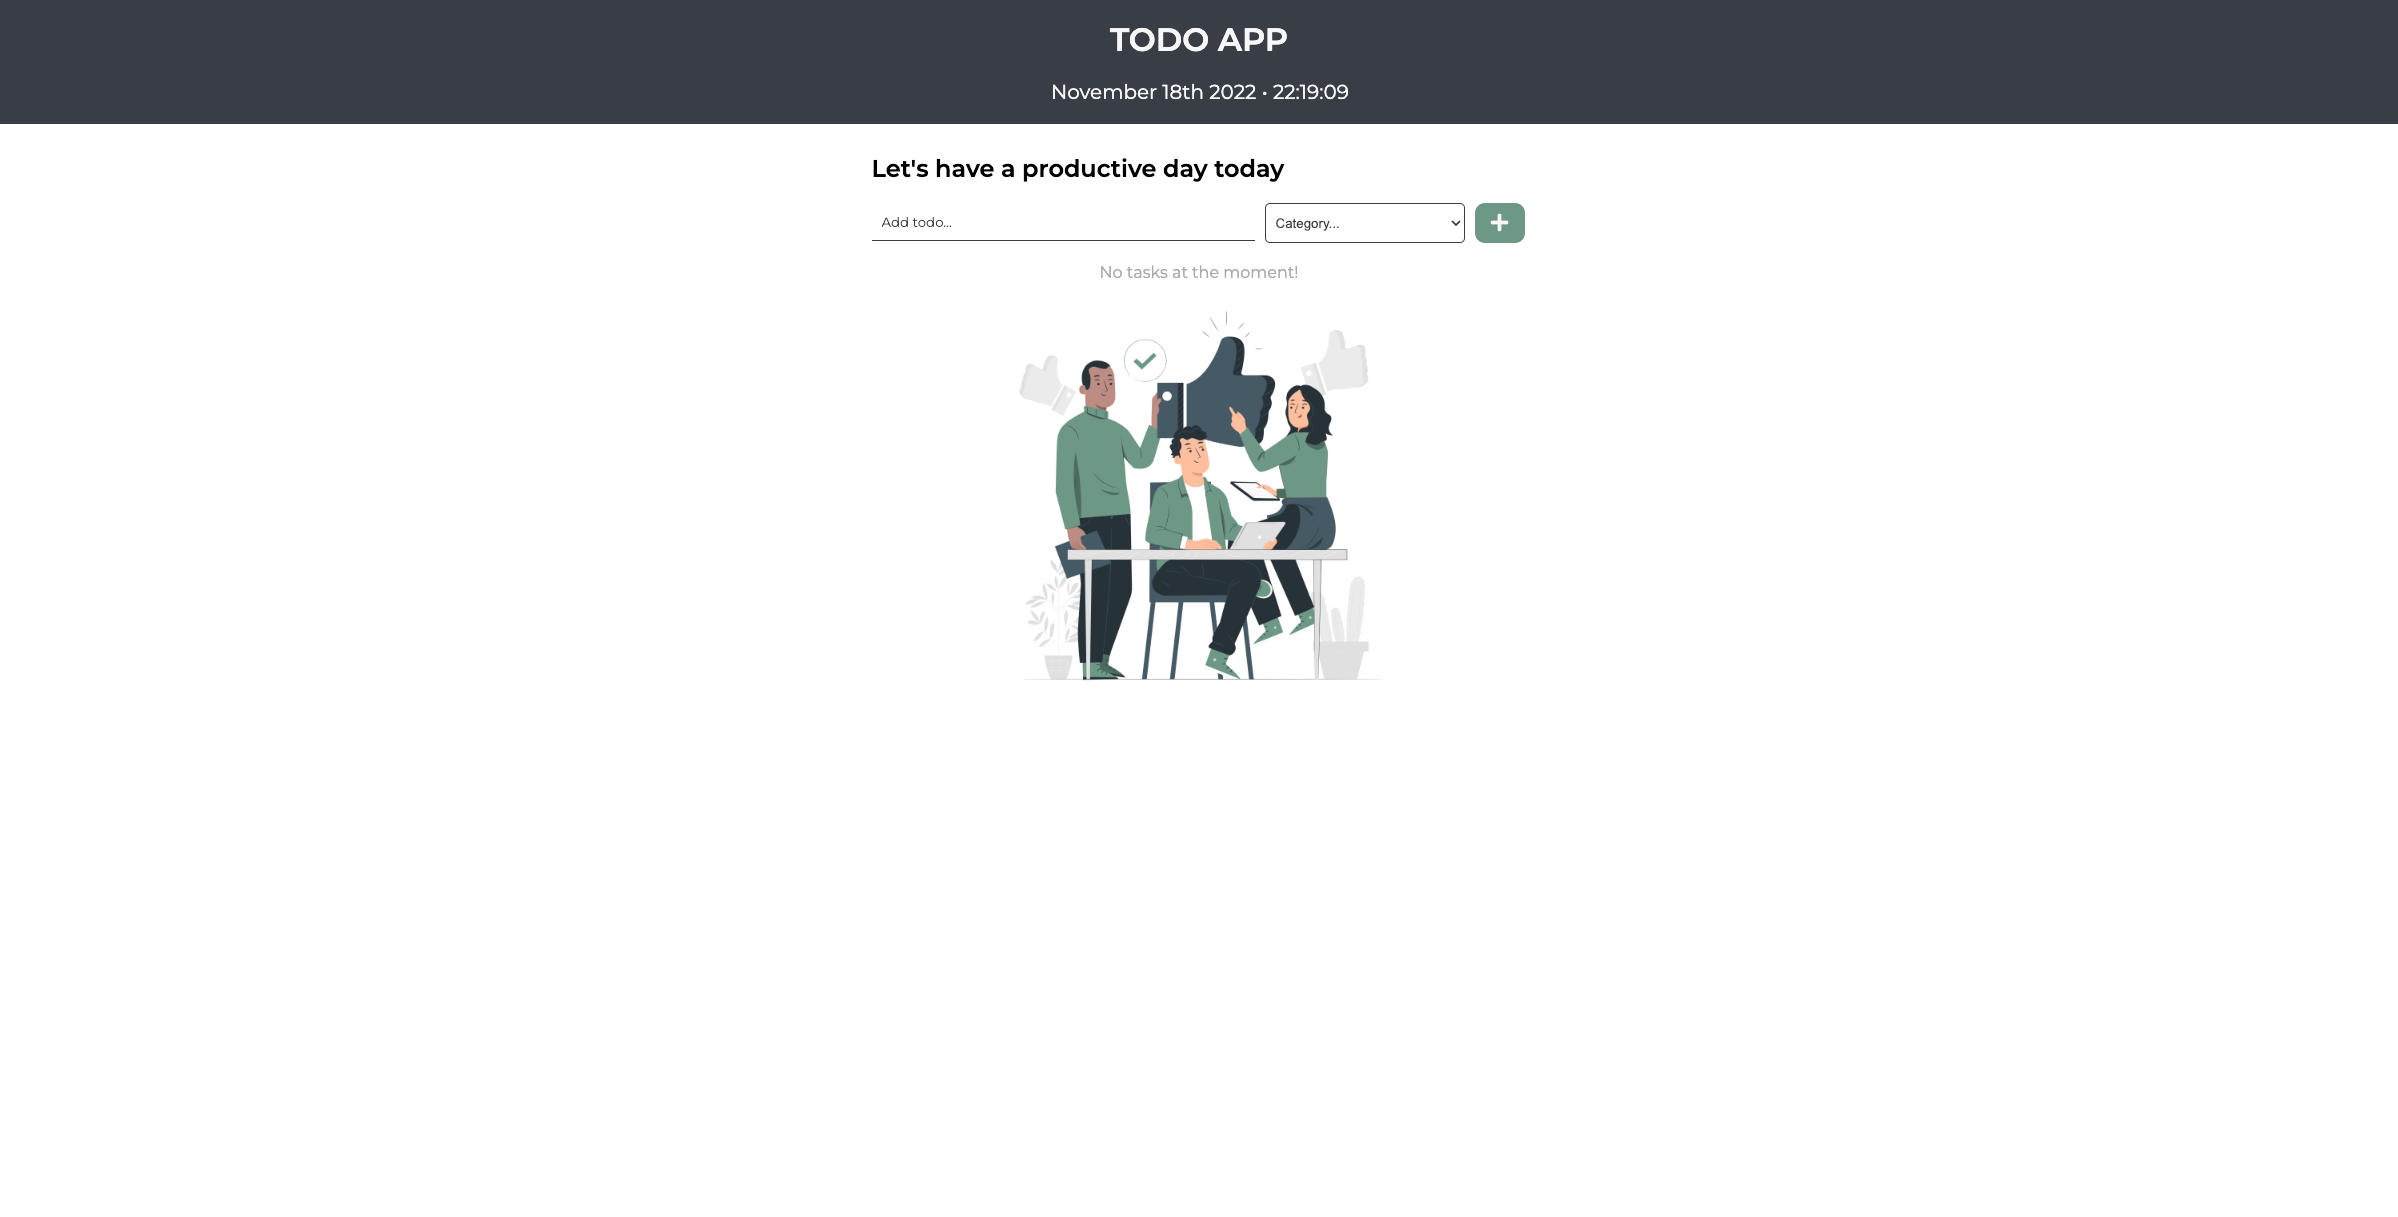 TODO APP
November 18th 2022 • 22:19:09
Let's have a productive day today
Add todo...
Category...
No tasks at the moment!